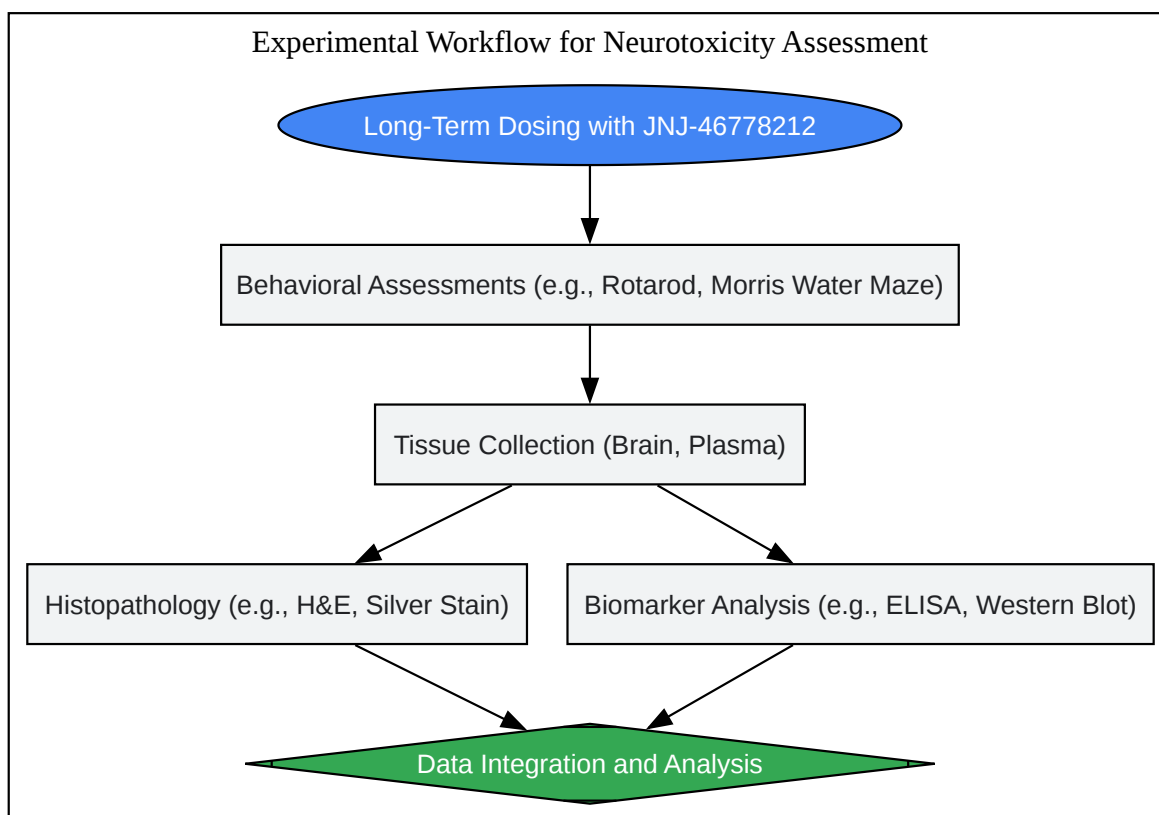 Experimental Workflow for Neurotoxicity Assessment
Long-Term Dosing with JNJ-46778212
Behavioral Assessments (e.g., Rotarod, Morris Water Maze)
Tissue Collection (Brain, Plasma)
Histopathology (e.g., H&E, Silver Stain)
Biomarker Analysis (e.g., ELISA, Western Blot)
Data Integration and Analysis